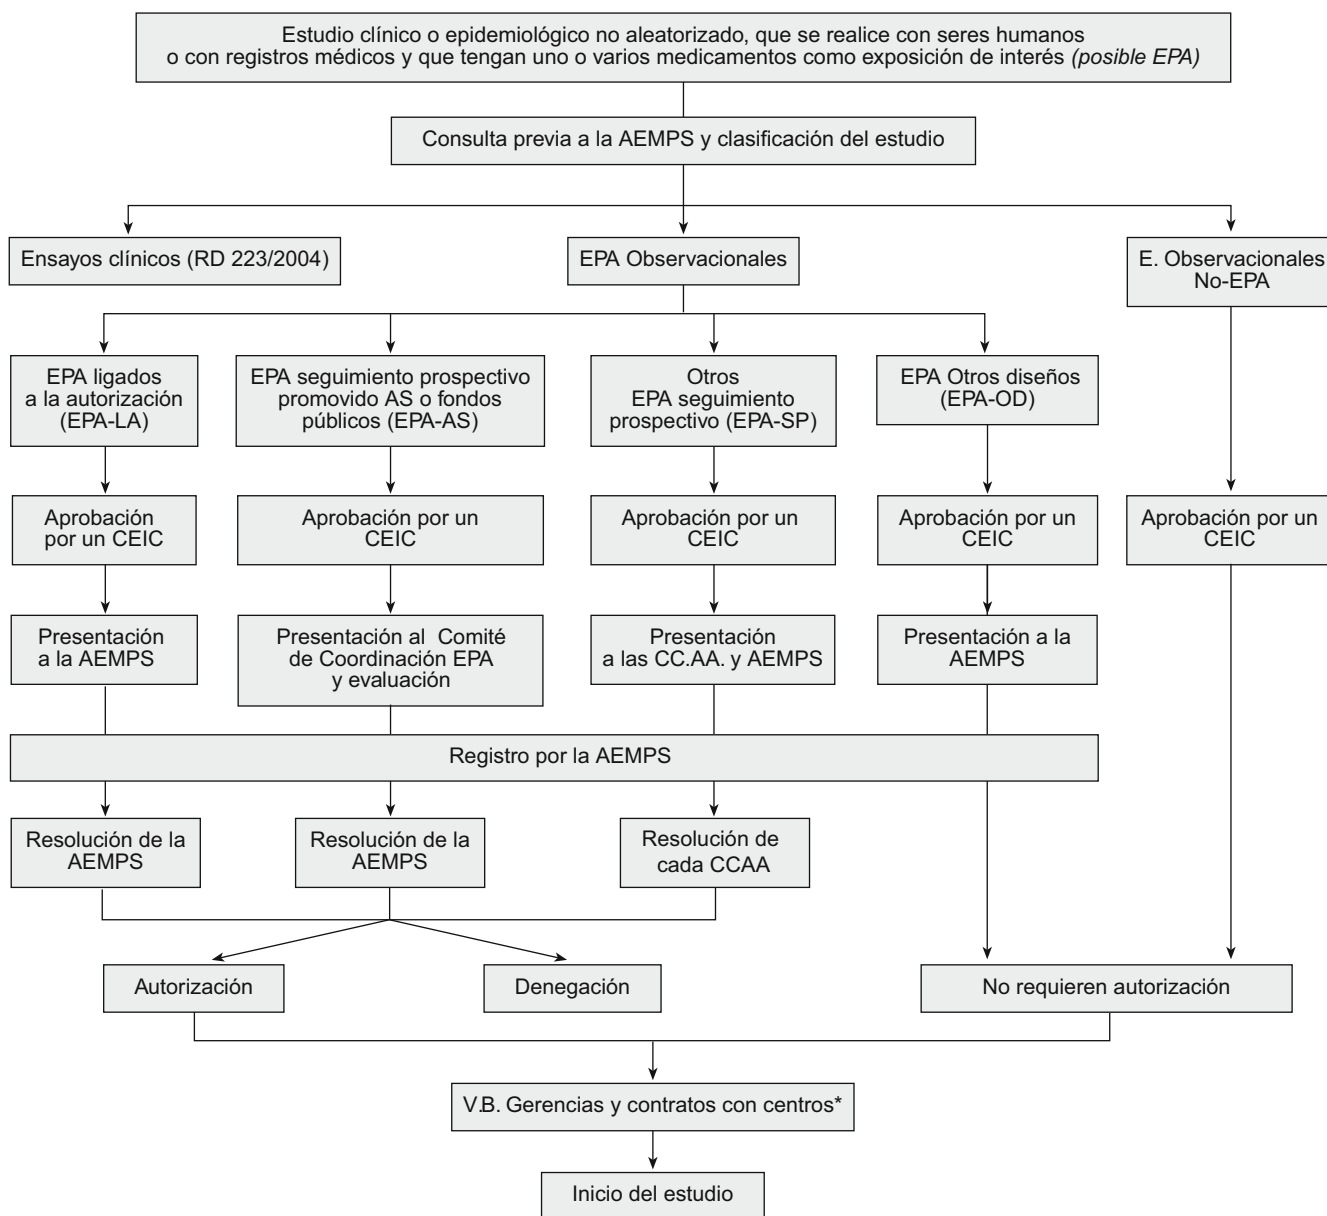 Estudio clínico o epidemiológico no aleatorizado, que se realice con seres humanos
o con registros médicos y que tengan uno o varios medicamentos como exposición de interés (posible EPA)
Consulta previa a la AEMPS y clasificación del estudio
Ensayos clínicos (RD 223/2004)
EPA Observacionales
E. Observacionales
No-EPA
EPA ligados
a la autorización
(EPA-LA)
EPA seguimiento prospectivo
promovido AS o fondos
públicos (EPA-AS)
Otros
EPA seguimiento
prospectivo (EPA-SP)
EPA Otros diseños
(EPA-OD)
Aprobación
por un CEIC
Aprobación por un
CEIC
Aprobación por un
CEIC
Aprobación por un
CEIC
Aprobación por un
CEIC
Presentación
a la AEMPS
Presentación al Comité
de Coordinación EPA
y evaluación
Presentación
a las CC.AA. y AEMPS
Presentación a la
AEMPS
Registro por la AEMPS
Resolución de la
AEMPS
Resolución de la
AEMPS
Resolución de
cada CCAA
Autorización
Denegación
No requieren autorización
V.B. Gerencias y contratos con centros*
Inicio del estudio